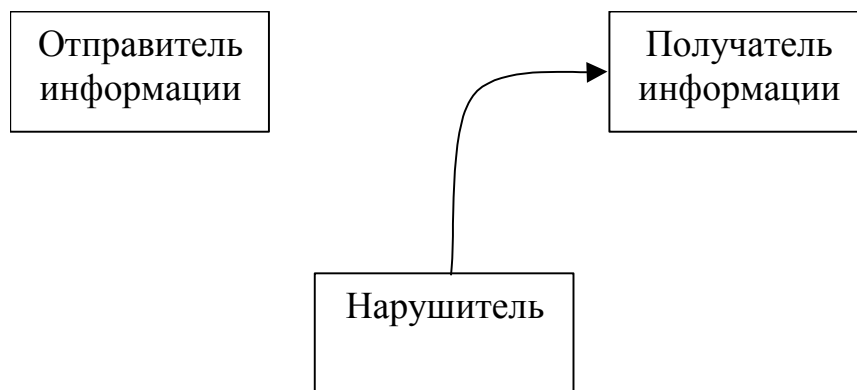 Отправитель
информации
Получатель
информации
Нарушитель